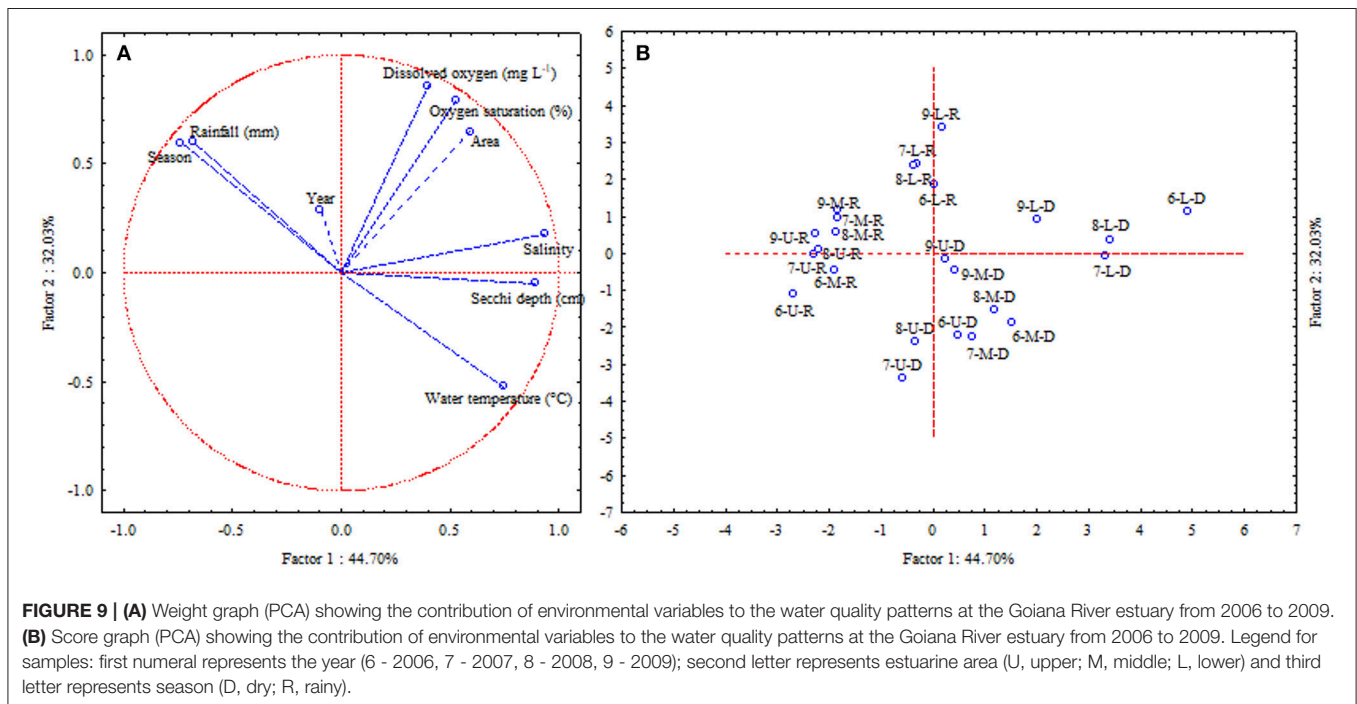 A
1.0
0.5
0.0
-0.5
-1.0
Factor 2 : 32.03%
Dissolved oxygen (mg L-1)
Oxygen saturation (%)
Area
Rainfall (mm)
Season
Year
Salinity
Secchi depth (cm)
Water temperature (°C)
-1.0 -0.5 0.0 0.5 1.0
Factor 1 : 44.70%
B
6
5
4
3
2
1
0
-1
-2
-3
-4
-5
-6
-7
9-L-R
7-L-R
8-L-R
6-L-R
9-L-D
6-L-D
8-L-D
7-L-D
9-M-R
7-M-R
8-M-R
9-U-R
8-U-R
7-U-R
6-M-R
6-U-R
9-U-D
9-M-D
8-M-D
6-M-D
8-U-D
6-U-D
7-M-D
7-U-D
-6 -5 -4 -3 -2 -1 0 1 2 3 4 5 6 7
Factor 1: 44.70%
Factor 2: 32.03%
FIGURE 9 | (A) Weight graph (PCA) showing the contribution of environmental variables to the water quality patterns at the Goiana River estuary from 2006 to 2009.
(B) Score graph (PCA) showing the contribution of environmental variables to the water quality patterns at the Goiana River estuary from 2006 to 2009. Legend for
samples: first numeral represents the year (6 - 2006, 7 - 2007, 8 - 2008, 9 - 2009); second letter represents estuarine area (U, upper; M, middle; L, lower) and third
letter represents season (D, dry; R, rainy).